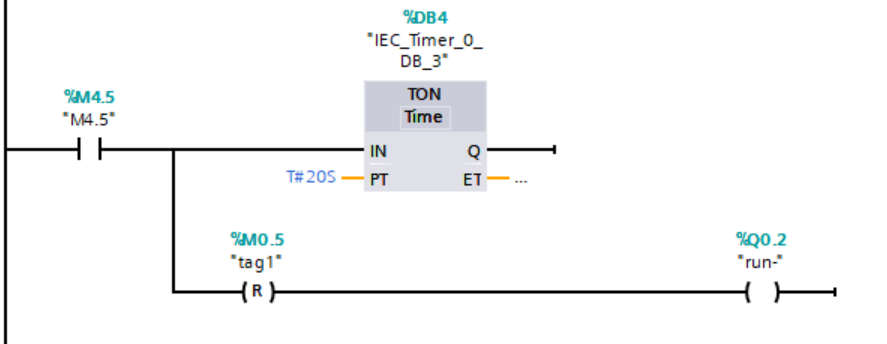 %DB4
"IEC_Timer_0_
DB_3"
TON
Time
%M4.5
"M4.5"
IN Q
T#20S PT ET ...
%M0.5 %Q0.2
"tag1" "run-"
R